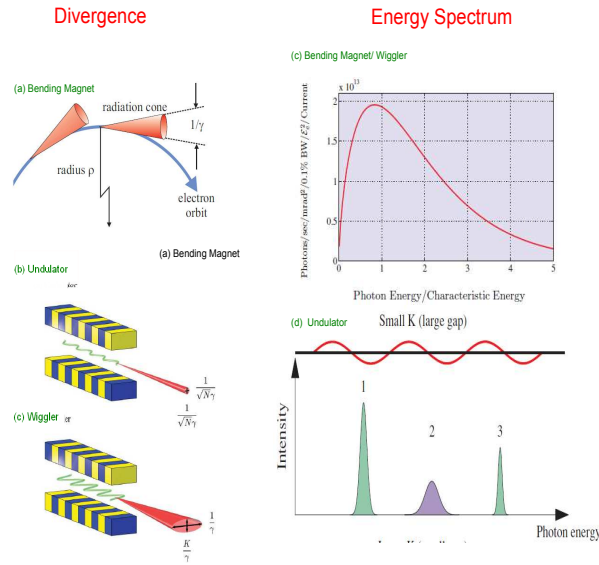 Divergence
Energy Spectrum
(a) Bending Magnet
radiation cone
1/γ
radius ρ
electron
orbit
(a) Bending Magnet
(b) Undulator
1/√Nγ
1/√Nγ
(c) Wiggler
1/γ
K/γ
(c) Bending Magnet/ Wiggler
x 10^13
Photons/sec/mrad²/0.1% BW/ℰₑ²/Current
2
1.5
1
0.5
0
0 1 2 3 4 5
Photon Energy/Characteristic Energy
(d) Undulator
Small K (large gap)
Intensity
1
2
3
Photon energy